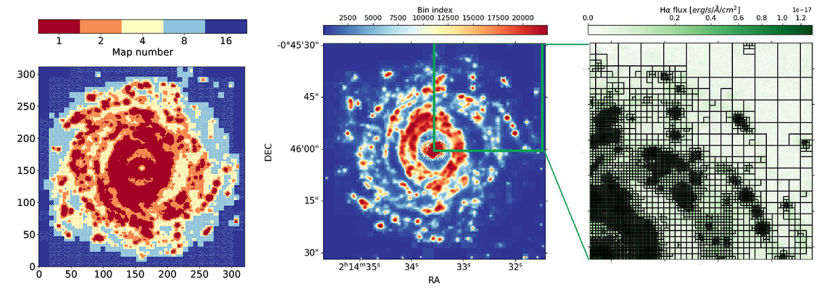 1 2 4 8 16
Map number
300
250
200
150
100
50
0
0 50 100 150 200 250 300
Bin index
2500 5000 7500 10000 12500 15000 17500 20000 22500
-0°45'30"
45"
46'00"
15"
30"
DEC
2ʰ14ᵐ35ˢ 34ˢ 33ˢ 32ˢ
RA
Hα flux [erg/s/Å/cm²]
1e−17
0.0 0.2 0.4 0.6 0.8 1.0 1.2